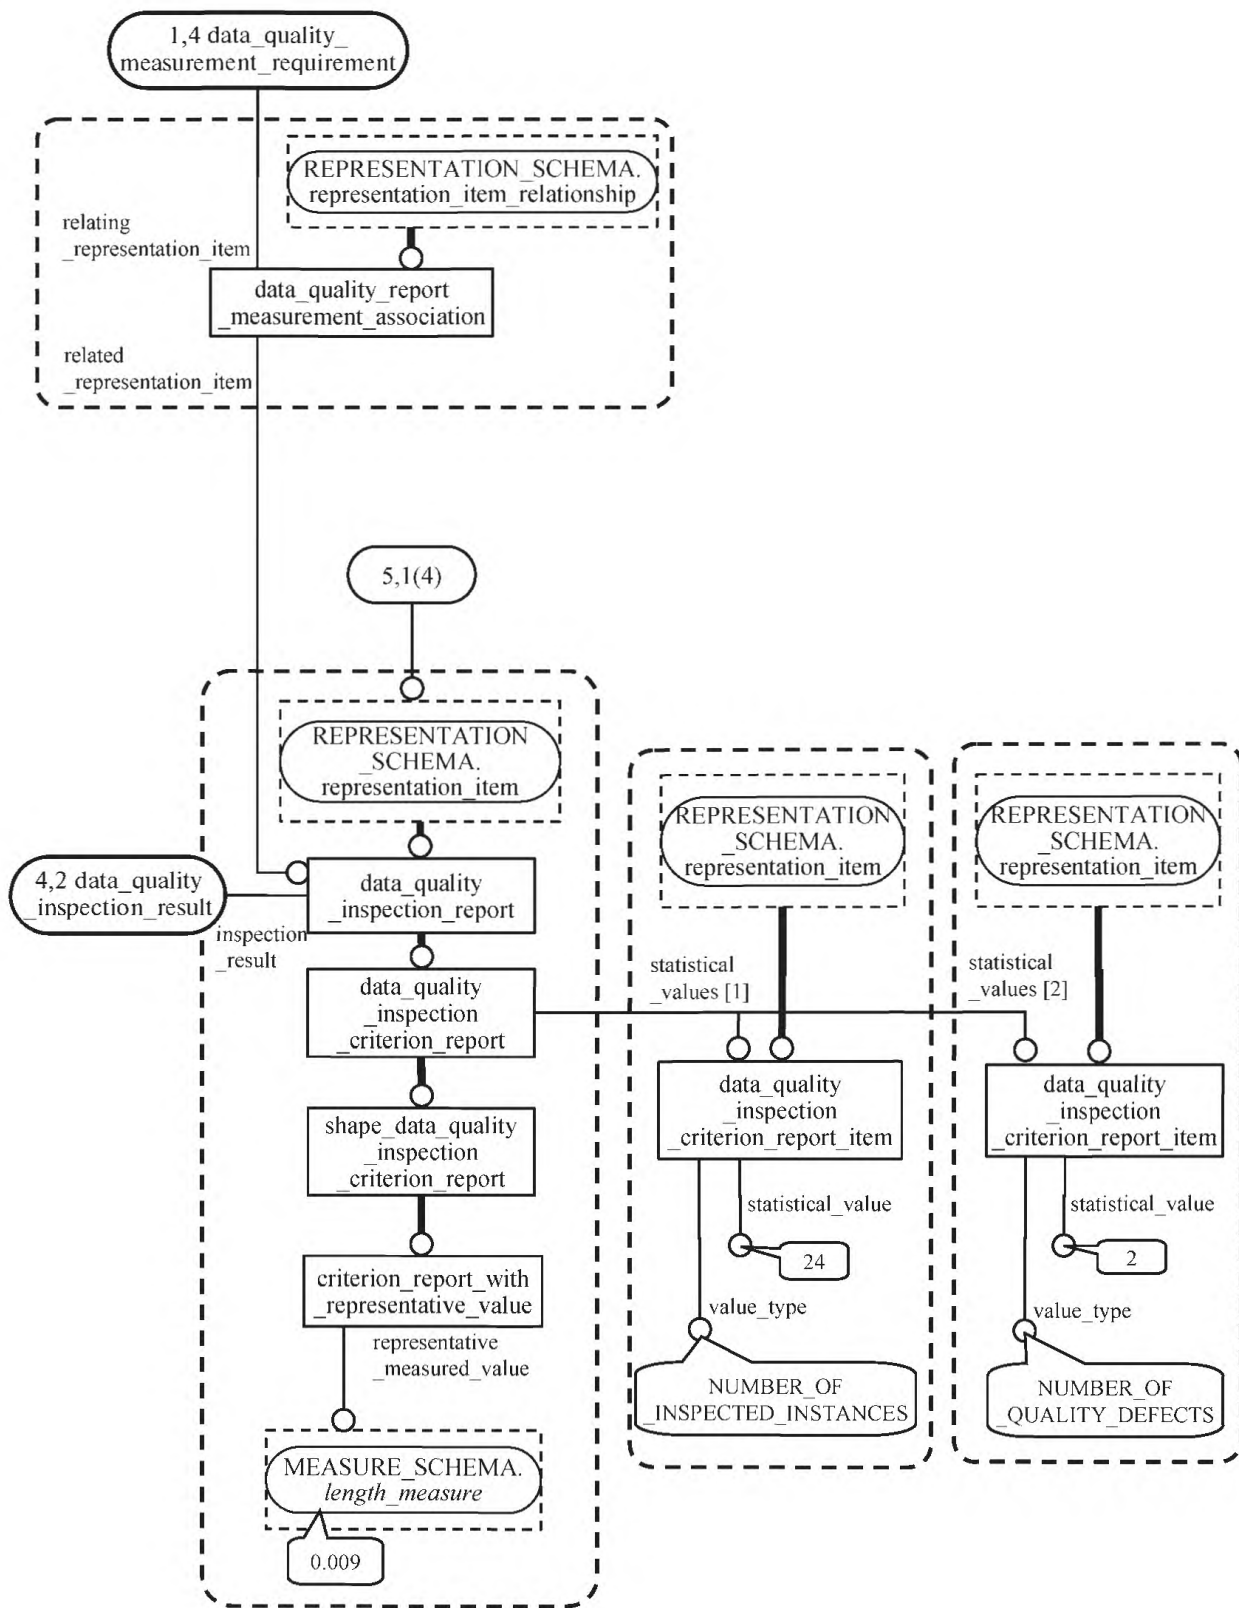 1,4 data_quality_
measurement_requirement
REPRESENTATION_SCHEMA.
representation_item_relationship
relating
_representation_item
data_quality_report
_measurement_association
related
_representation_item
5,1(4)
REPRESENTATION
_SCHEMA.
representation_item
4,2 data_quality
_inspection_result
data_quality
_inspection_report
inspection
_result
data_quality
_inspection
_criterion_report
shape_data_quality
_inspection
_criterion_report
criterion_report_with
_representative_value
representative
_measured_value
MEASURE_SCHEMA.
length_measure
0.009
REPRESENTATION
_SCHEMA.
representation_item
statistical
_values [1]
data_quality
_inspection
_criterion_report_item
statistical_value
24
value_type
NUMBER_OF
_INSPECTED_INSTANCES
REPRESENTATION
_SCHEMA.
representation_item
statistical
_values [2]
data_quality
_inspection
_criterion_report_item
statistical_value
2
value_type
NUMBER_OF
_QUALITY_DEFECTS